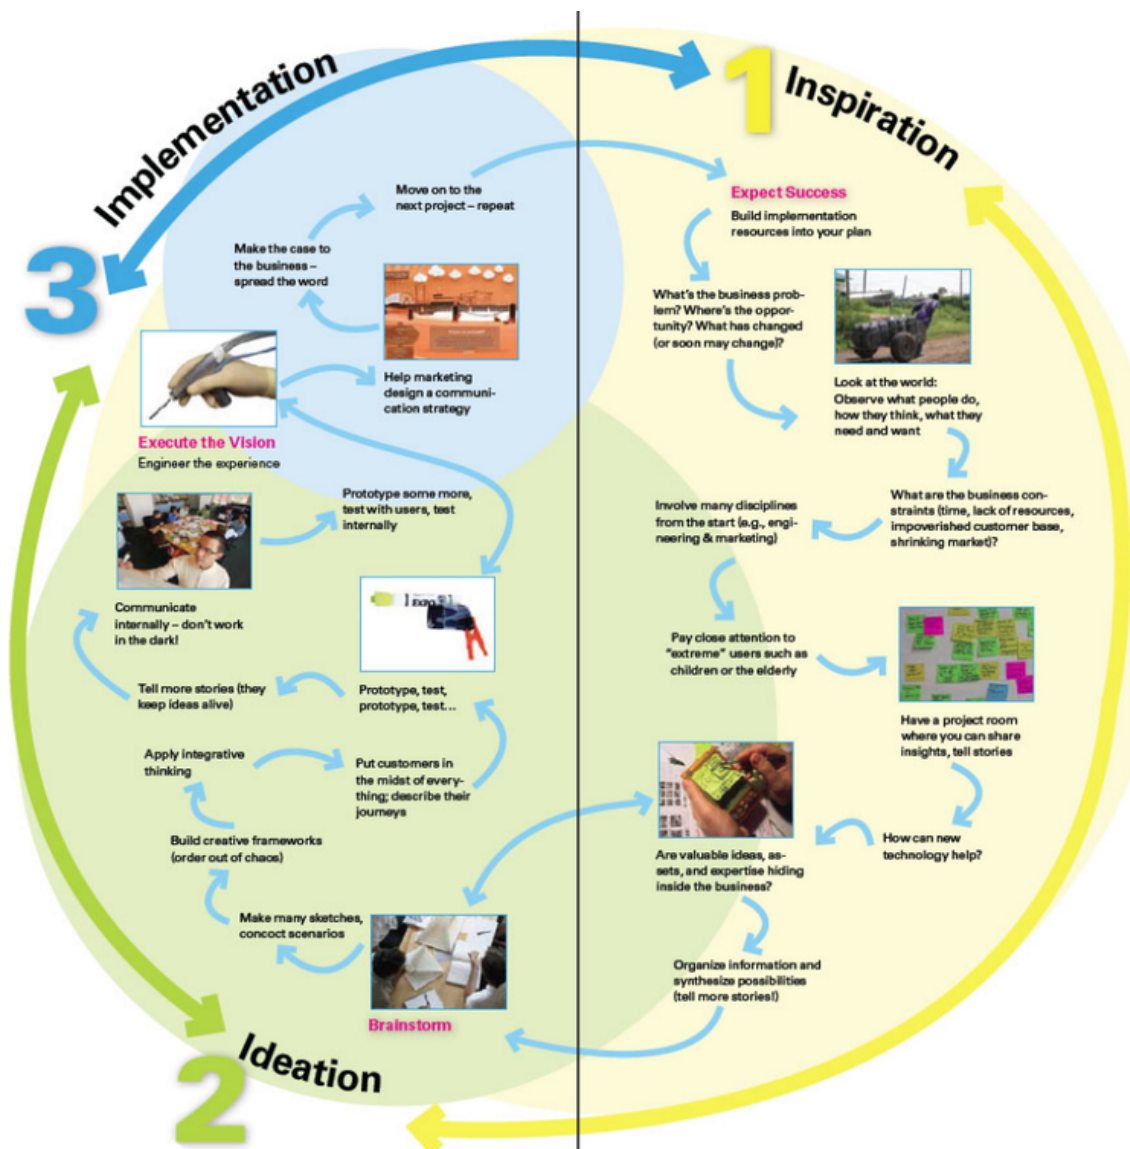 1
Inspiration
Expect Success
Build implementation
resources into your plan
What's the business prob-
lem? Where's the oppor-
tunity? What has changed
(or soon may change)?
Look at the world:
Observe what people do,
how they think, what they
need and want
What are the business con-
straints (time, lack of resources,
impoverished customer base,
shrinking market)?
Involve many disciplines
from the start (e.g., engi-
neering & marketing)
Pay close attention to
"extreme" users such as
children or the elderly
Have a project room
where you can share
insights, tell stories
How can new
technology help?
Are valuable ideas, as-
sets, and expertise hiding
inside the business?
Organize information and
synthesize possibilities
(tell more stories!)
2
Ideation
Brainstorm
Make many sketches,
concoct scenarios
Build creative frameworks
(order out of chaos)
Apply integrative
thinking
Put customers in
the midst of every-
thing; describe their
journeys
Prototype, test,
prototype, test...
Tell more stories (they
keep ideas alive)
Communicate
internally – don't work
in the dark!
Prototype some more,
test with users, test
internally
3
Implementation
Execute the Vision
Engineer the experience
Help marketing
design a communi-
cation strategy
Make the case to
the business –
spread the word
Move on to the
next project – repeat